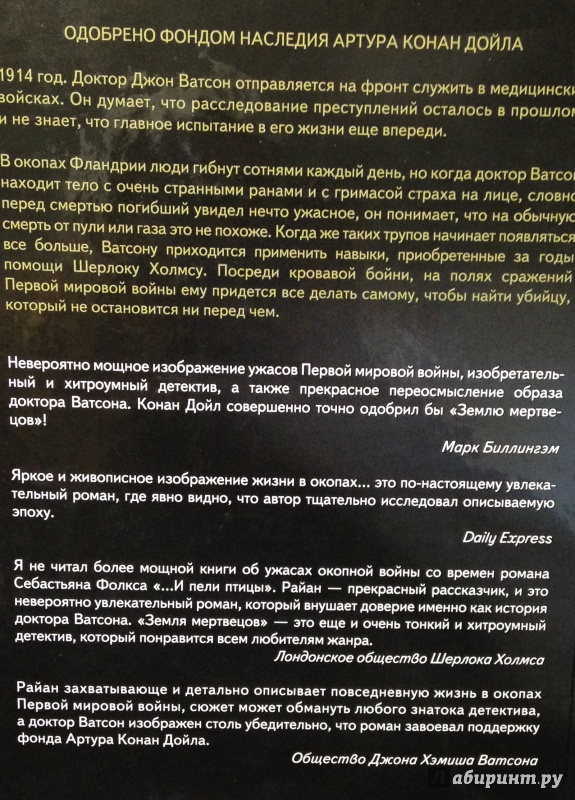 ОДОБРЕНО ФОНДОМ НАСЛЕДИЯ АРТУРА КОНАН ДОЙЛА
1914 год. Доктор Джон Ватсон отправляется на фронт служить в медицински
войсках. Он думает, что расследование преступлений осталось в прошлом
и не знает, что главное испытание в его жизни еще впереди.
В окопах Фландрии люди гибнут сотнями каждый день, но когда доктор Ватсон
находит тело с очень странными ранами и с гримасой страха на лице, словно
перед смертью погибший увидел нечто ужасное, он понимает, что на обычную
смерть от пули или газа это не похоже. Когда же таких трупов начинает появляться
все больше, Ватсону приходится применить навыки, приобретенные за годы
помощи Шерлоку Холмсу. Посреди кровавой бойни, на полях сражений
Первой мировой войны ему придется все делать самому, чтобы найти убийцу,
который не остановится ни перед чем.
Невероятно мощное изображение ужасов Первой мировой войны, изобретатель-
ный и хитроумный детектив, а также прекрасное переосмысление образа
доктора Ватсона. Конан Дойл совершенно точно одобрил бы «Землю мертве-
цов»!
Марк Биллингэм
Яркое и живописное изображение жизни в окопах... это по-настоящему увлека-
тельный роман, где явно видно, что автор тщательно исследовал описываемую
эпоху.
Daily Express
Я не читал более мощной книги об ужасах окопной войны со времен романа
Себастьяна Фолкса «...И пели птицы». Райан — прекрасный рассказчик, и это
невероятно увлекательный роман, который внушает доверие именно как история
доктора Ватсона. «Земля мертвецов» — это еще и очень тонкий и хитроумный
детектив, который понравится всем любителям жанра.
Лондонское общество Шерлока Холмса
Райан захватывающе и детально описывает повседневную жизнь в окопах
Первой мировой войны, сюжет может обмануть любого знатока детектива,
а доктор Ватсон изображен столь убедительно, что роман завоевал поддержку
фонда Артура Конан Дойла.
Общество Джона Хэмиша Ватсона
Лабиринт.ру